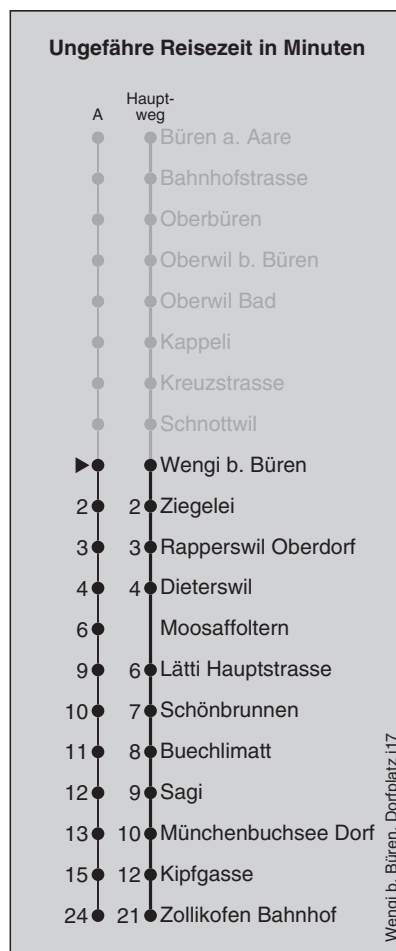 Ungefähre Reisezeit in Minuten
A Haupt-
weg
Büren a. Aare
Bahnhofstrasse
Oberbüren
Oberwil b. Büren
Oberwil Bad
Kappeli
Kreuzstrasse
Schnottwil
Wengi b. Büren
2 2 Ziegelei
3 3 Rapperswil Oberdorf
4 4 Dieterswil
6 Moosaffoltern
9 6 Lätti Hauptstrasse
10 7 Schönbrunnen
11 8 Buechlimatt
12 9 Sagi
13 10 Münchenbuchsee Dorf
15 12 Kipfgasse
24 21 Zollikofen Bahnhof
Wengi b. Büren, Dorfplatz j17